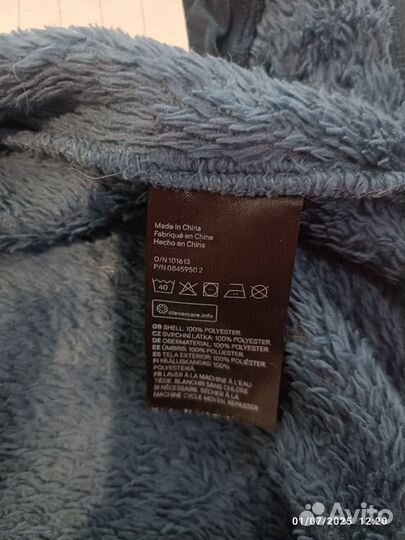 Made in China
Fabriqué en Chine
Hecho en China
O/N 101613
P/N 0845950 2
40
clevercare.info
GB SHELL: 100% POLYESTER.
CZ SVRCHNÍ LÁTKA: 100% POLYESTER.
DE OBERMATERIAL: 100% POLYESTER.
EE ÜMBRIS: 100% POLÜESTER.
ES TELA EXTERIOR: 100% POLIÉSTER.
FI PÄÄLLISKANGAS: 100%
POLYESTERIÄ.
FR LAVER À LA MACHINE À L'EAU
TIÈDE. BLANCHIR SANS CHLORE
SI NÉCESSAIRE. SÉCHER À LA
MACHINE CYCLE MOYEN. REPASSER
01/07/2025 12:20
Avito